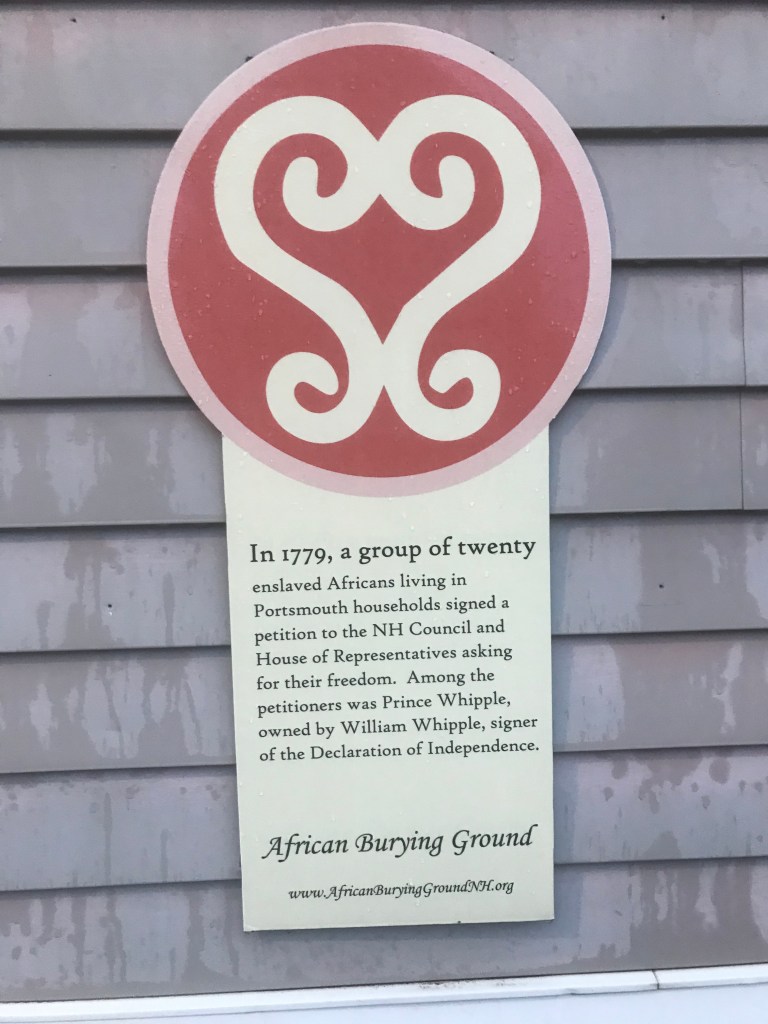 In 1779, a group of twenty
enslaved Africans living in
Portsmouth households signed a
petition to the NH Council and
House of Representatives asking
for their freedom.  Among the
petitioners was Prince Whipple,
owned by William Whipple, signer
of the Declaration of Independence.
African Burying Ground
www.AfricanBuryingGroundNH.org